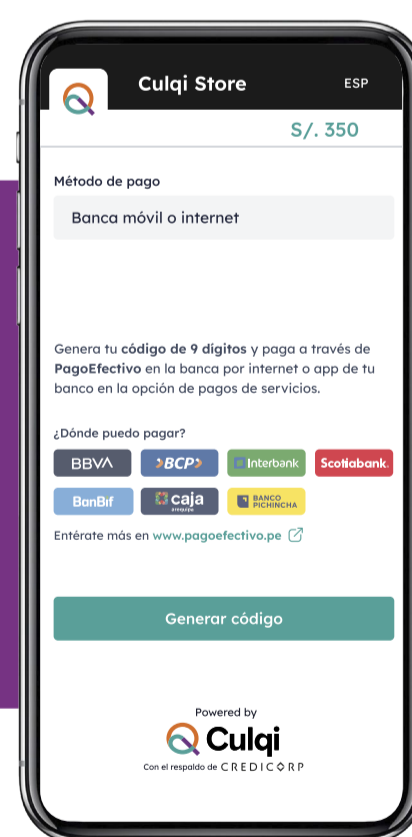 Culqi Store
ESP
S/. 350
Método de pago
Banca móvil o internet
Genera tu código de 9 dígitos y paga a través de
PagoEfectivo en la banca por internet o app de tu
banco en la opción de pagos de servicios.
¿Dónde puedo pagar?
BBVA BCP Interbank Scotiabank.
BanBif caja arequipa BANCO PICHINCHA
Entérate más en www.pagoefectivo.pe
Generar código
Powered by
Culqi
Con el respaldo de CREDICORP